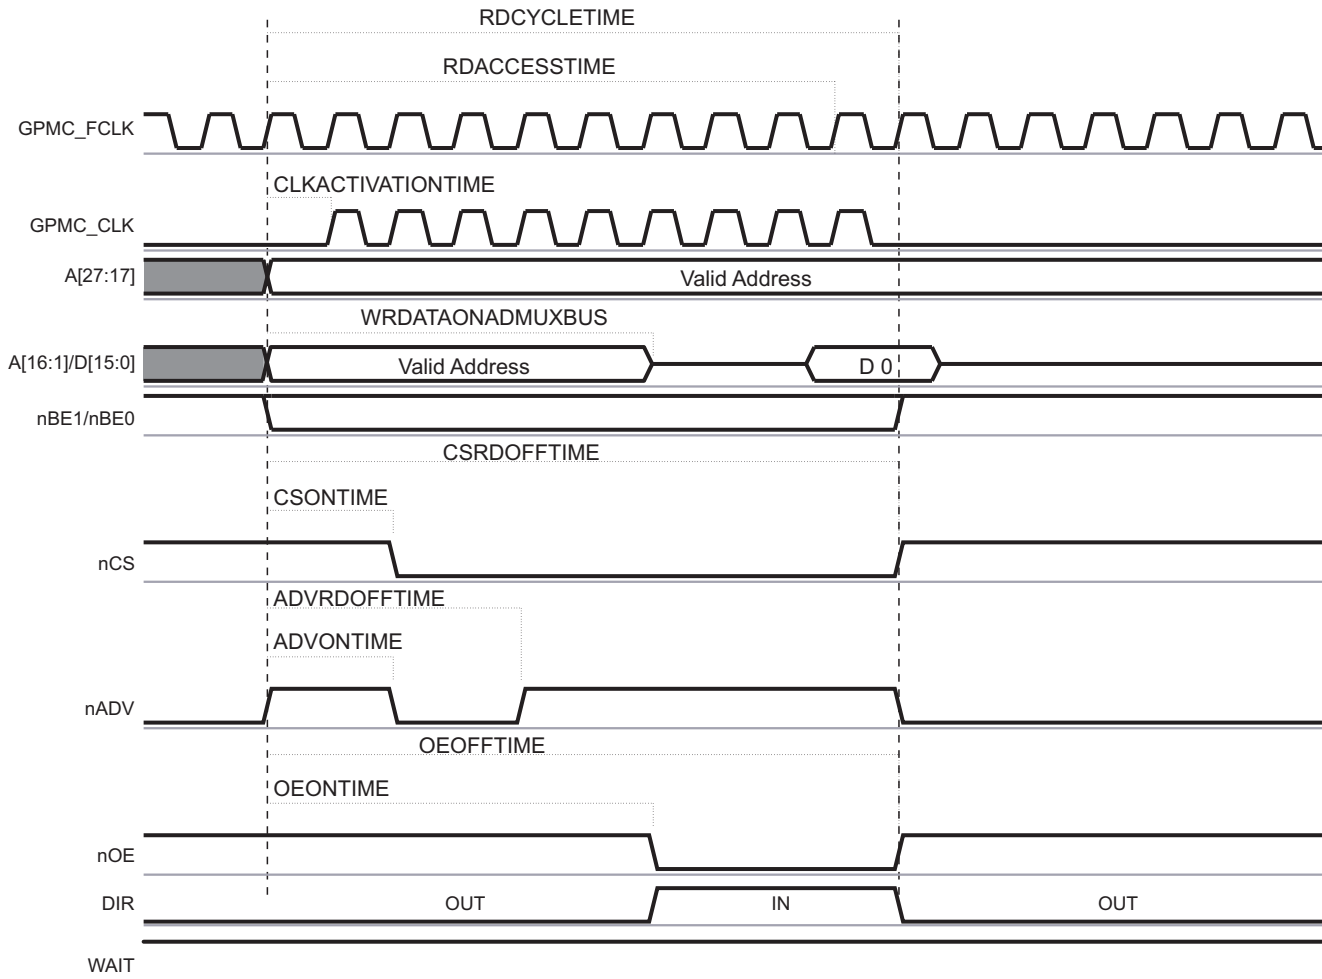 RDCYCLETIME
RDACCESSTIME
GPMC_FCLK
CLKACTIVATIONTIME
GPMC_CLK
A[27:17]
Valid Address
WRDATAONADMUXBUS
A[16:1]/D[15:0]
Valid Address
D 0
nBE1/nBE0
CSRDOFFTIME
CSONTIME
nCS
ADVRDOFFTIME
ADVONTIME
nADV
OEOFFTIME
OEONTIME
nOE
DIR
OUT
IN
OUT
WAIT